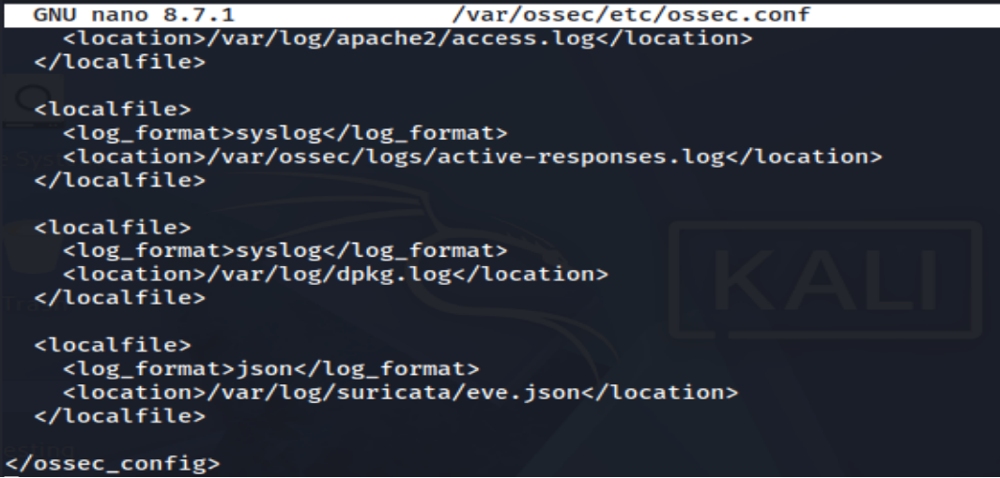 GNU nano 8.7.1 /var/ossec/etc/ossec.conf
<location>/var/log/apache2/access.log</location>
</localfile>
<localfile>
<log_format>syslog</log_format>
<location>/var/ossec/logs/active-responses.log</location>
</localfile>
<localfile>
<log_format>syslog</log_format>
<location>/var/log/dpkg.log</location>
</localfile>
KALI
<localfile>
<log_format>json</log_format>
<location>/var/log/suricata/eve.json</location>
</localfile>
</ossec_config>